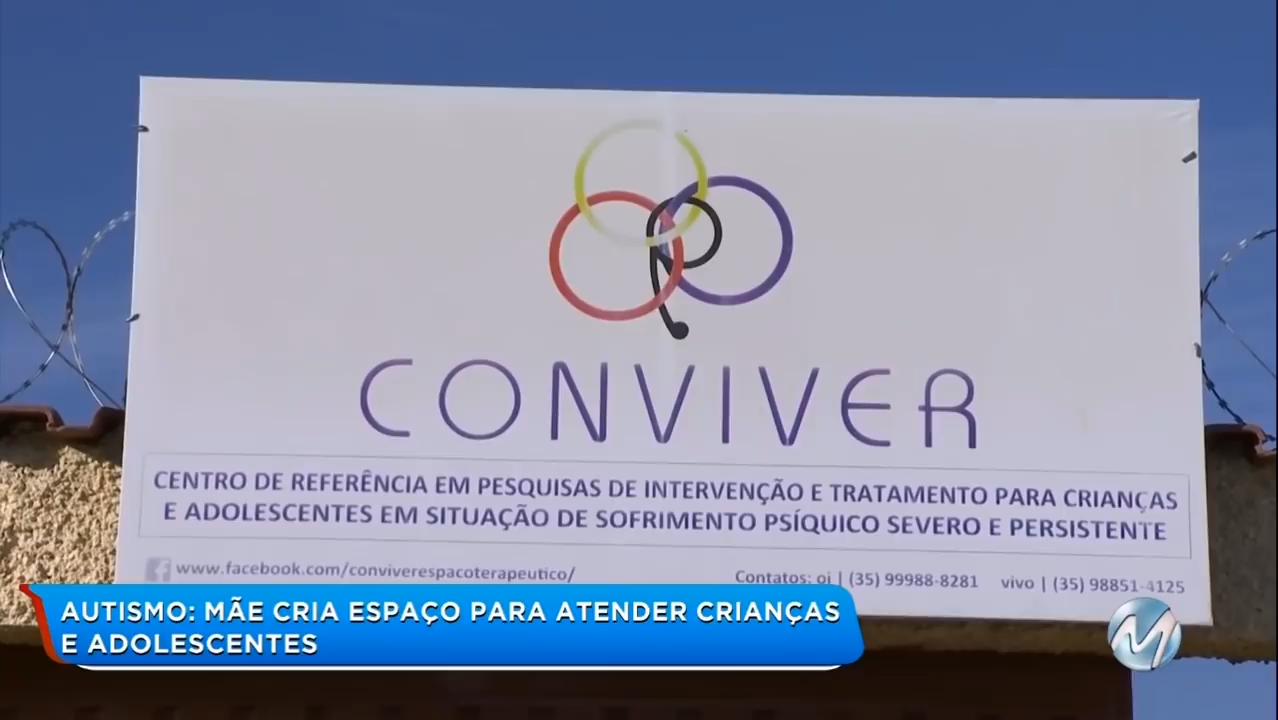 CONVIVER
CENTRO DE REFERÊNCIA EM PESQUISAS DE INTERVENÇÃO E TRATAMENTO PARA CRIANÇAS
E ADOLESCENTES EM SITUAÇÃO DE SOFRIMENTO PSÍQUICO SEVERO E PERSISTENTE
www.facebook.com/conviverespacoterapeutico/ Contatos: oi | (35) 99988-8281 vivo | (35) 98851-4125
AUTISMO: MÃE CRIA ESPAÇO PARA ATENDER CRIANÇAS
E ADOLESCENTES